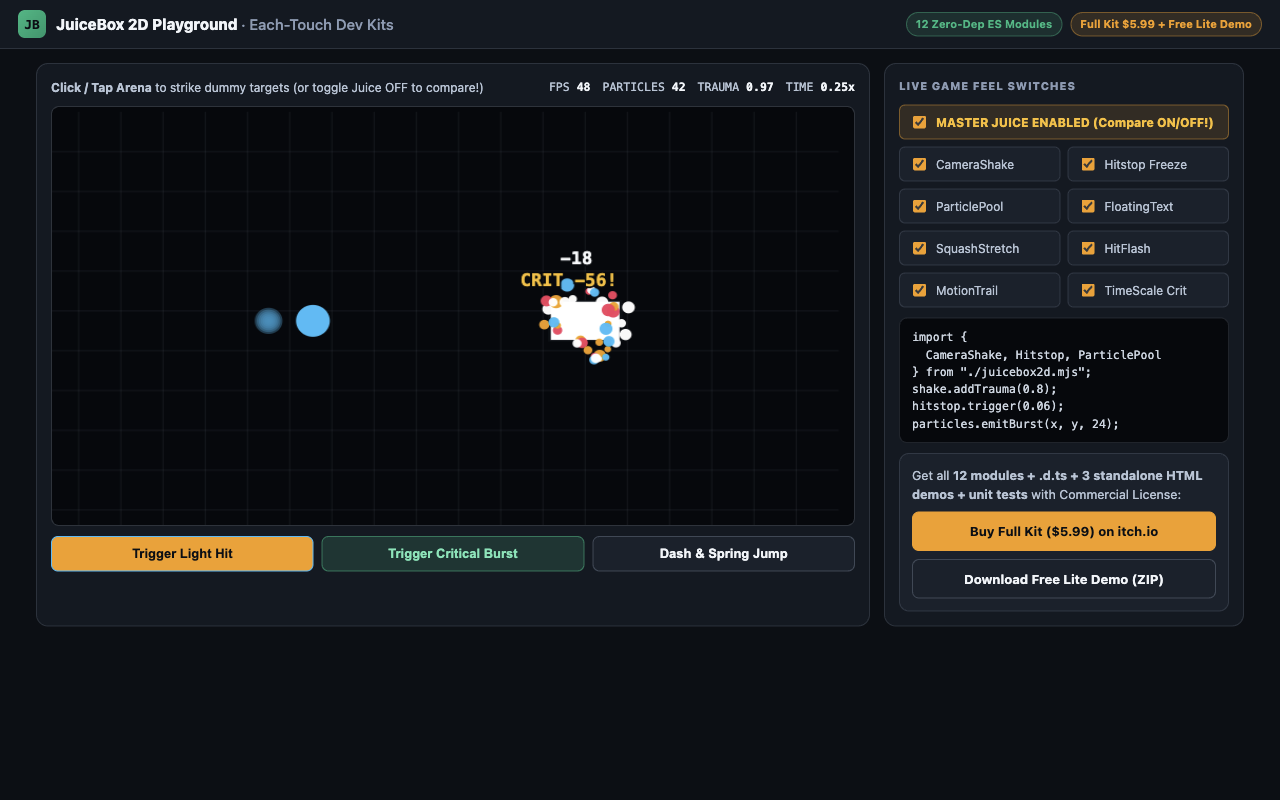 JB JuiceBox 2D Playground · Each-Touch Dev Kits
12 Zero-Dep ES Modules
Full Kit $5.99 + Free Lite Demo
Click / Tap Arena to strike dummy targets (or toggle Juice OFF to compare!)
FPS 48 PARTICLES 42 TRAUMA 0.97 TIME 0.25x
−18
CRIT −56!
Trigger Light Hit
Trigger Critical Burst
Dash & Spring Jump
LIVE GAME FEEL SWITCHES
MASTER JUICE ENABLED (Compare ON/OFF!)
CameraShake
Hitstop Freeze
ParticlePool
FloatingText
SquashStretch
HitFlash
MotionTrail
TimeScale Crit
import {
  CameraShake, Hitstop, ParticlePool
} from "./juicebox2d.mjs";
shake.addTrauma(0.8);
hitstop.trigger(0.06);
particles.emitBurst(x, y, 24);
Get all 12 modules + .d.ts + 3 standalone HTML
demos + unit tests with Commercial License:
Buy Full Kit ($5.99) on itch.io
Download Free Lite Demo (ZIP)